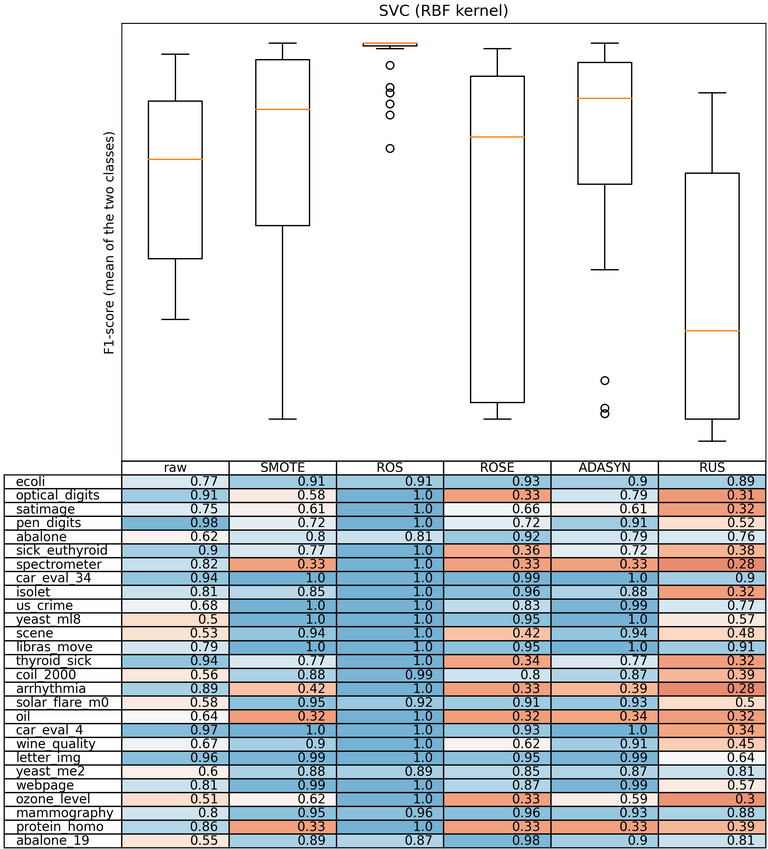 SVC (RBF kernel)
F1-score (mean of the two classes)
raw SMOTE ROS ROSE ADASYN RUS
ecoli 0.77 0.91 0.91 0.93 0.9 0.89
optical_digits 0.91 0.58 1.0 0.33 0.79 0.31
satimage 0.75 0.61 1.0 0.66 0.61 0.32
pen_digits 0.98 0.72 1.0 0.72 0.91 0.52
abalone 0.62 0.8 0.81 0.92 0.79 0.76
sick_euthyroid 0.9 0.77 1.0 0.36 0.72 0.38
spectrometer 0.82 0.33 1.0 0.33 0.33 0.28
car_eval_34 0.94 1.0 1.0 0.99 1.0 0.9
isolet 0.81 0.85 1.0 0.96 0.88 0.32
us_crime 0.68 1.0 1.0 0.83 0.99 0.77
yeast_ml8 0.5 1.0 1.0 0.95 1.0 0.57
scene 0.53 0.94 1.0 0.42 0.94 0.48
libras_move 0.79 1.0 1.0 0.95 1.0 0.91
thyroid_sick 0.94 0.77 1.0 0.34 0.77 0.32
coil_2000 0.56 0.88 0.99 0.8 0.87 0.39
arrhythmia 0.89 0.42 1.0 0.33 0.39 0.28
solar_flare_m0 0.58 0.95 0.92 0.91 0.93 0.5
oil 0.64 0.32 1.0 0.32 0.34 0.32
car_eval_4 0.97 1.0 1.0 0.93 1.0 0.34
wine_quality 0.67 0.9 1.0 0.62 0.91 0.45
letter_img 0.96 0.99 1.0 0.95 0.99 0.64
yeast_me2 0.6 0.88 0.89 0.85 0.87 0.81
webpage 0.81 0.99 1.0 0.87 0.99 0.57
ozone_level 0.51 0.62 1.0 0.33 0.59 0.3
mammography 0.8 0.95 0.96 0.96 0.93 0.88
protein_homo 0.86 0.33 1.0 0.33 0.33 0.39
abalone_19 0.55 0.89 0.87 0.98 0.9 0.81